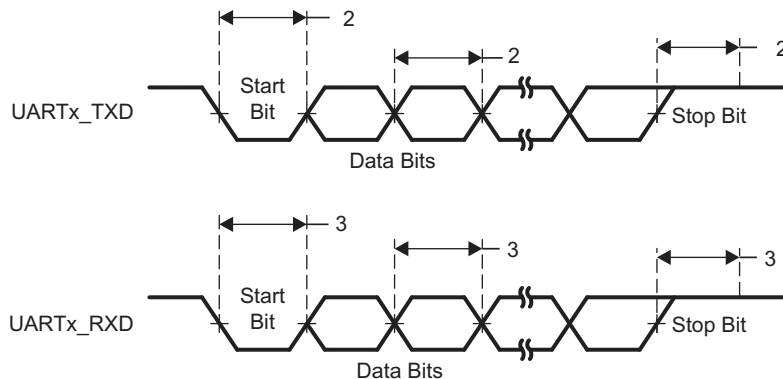 2
2
2
UARTx_TXD
Start
Bit
Stop Bit
Data Bits
3
3
3
UARTx_RXD
Start
Bit
Stop Bit
Data Bits